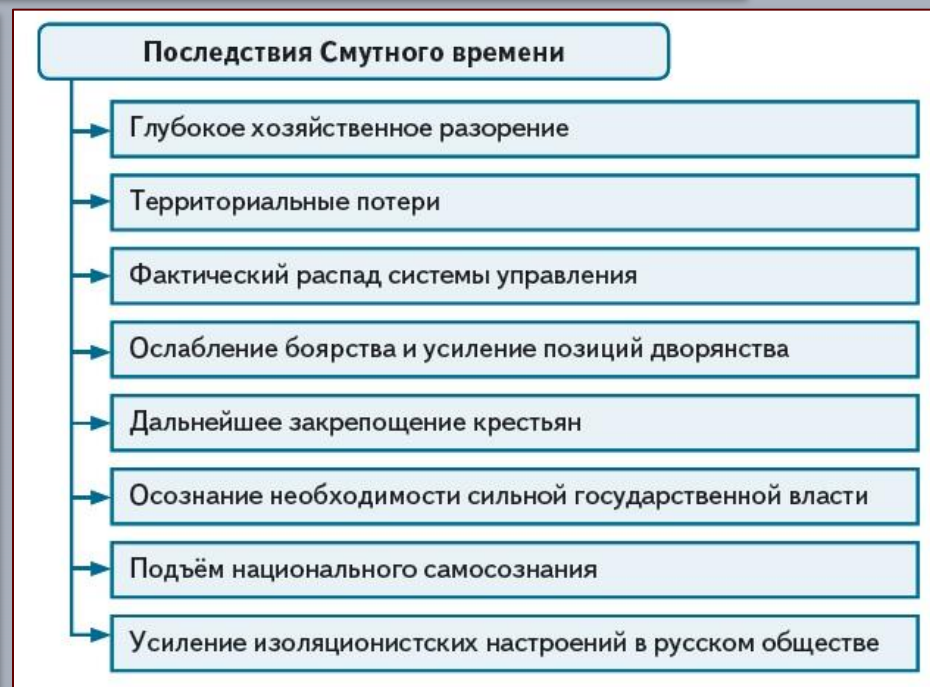 Последствия Смутного времени
Глубокое хозяйственное разорение
Территориальные потери
Фактический распад системы управления
Ослабление боярства и усиление позиций дворянства
Дальнейшее закрепощение крестьян
Осознание необходимости сильной государственной власти
Подъём национального самосознания
Усиление изоляционистских настроений в русском обществе